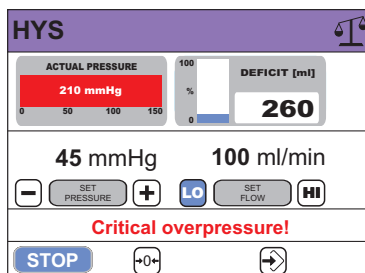 HYS
ACTUAL PRESSURE
210 mmHg
0 50 100 150
100
%
0
DEFICIT [ml]
260
45 mmHg
100 ml/min
SET
PRESSURE
LO
SET
FLOW
HI
Critical overpressure!
STOP
→0←